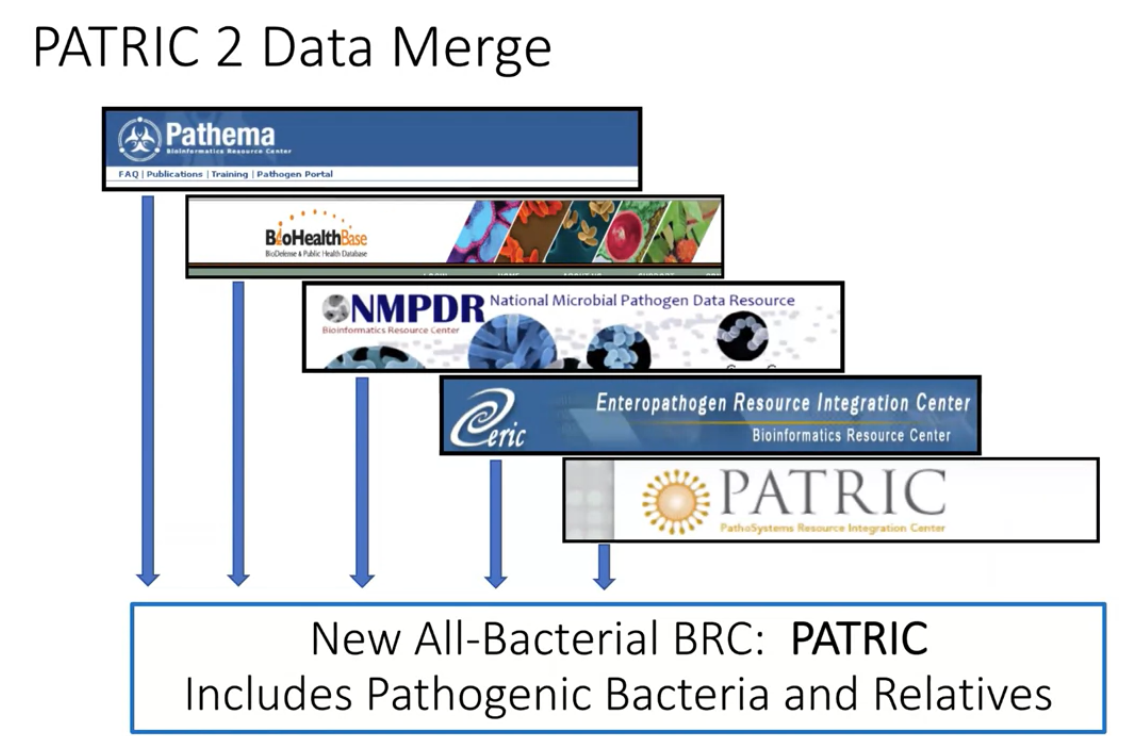 PATRIC 2 Data Merge
Pathema
Bioinformatics Resource Center
FAQ | Publications | Training | Pathogen Portal
BioHealthBase
BioDefense & Public Health Database
NMPDR National Microbial Pathogen Data Resource
Bioinformatics Resource Center
Enteropathogen Resource Integration Center
eric
Bioinformatics Resource Center
PATRIC
PathoSystems Resource Integration Center
New All-Bacterial BRC: PATRIC
Includes Pathogenic Bacteria and Relatives